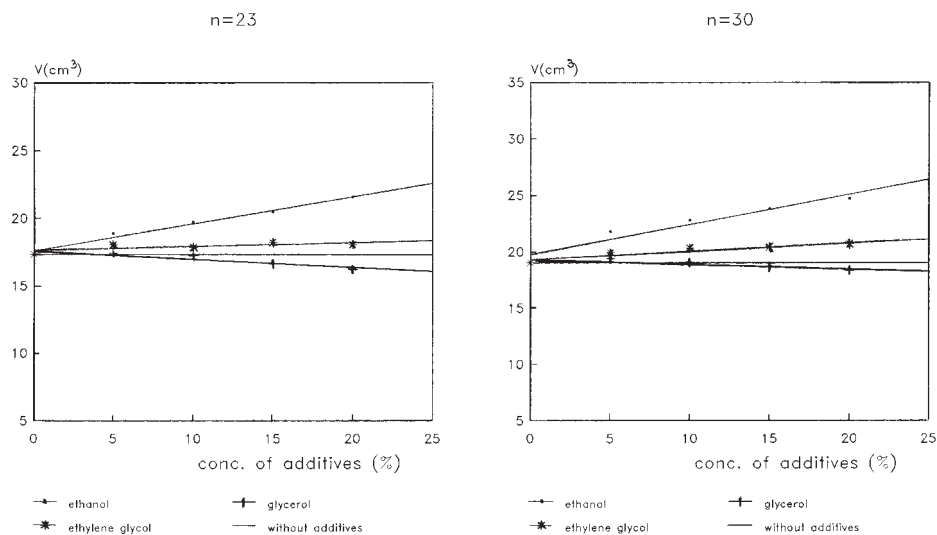 n=23
V(cm³)
30
25
20
15
10
5
0 5 10 15 20 25
conc. of additives (%)
ethanol
glycerol
ethylene glycol
without additives
n=30
V(cm³)
35
30
25
20
15
10
5
0 5 10 15 20 25
conc. of additives (%)
ethanol
glycerol
ethylene glycol
without additives